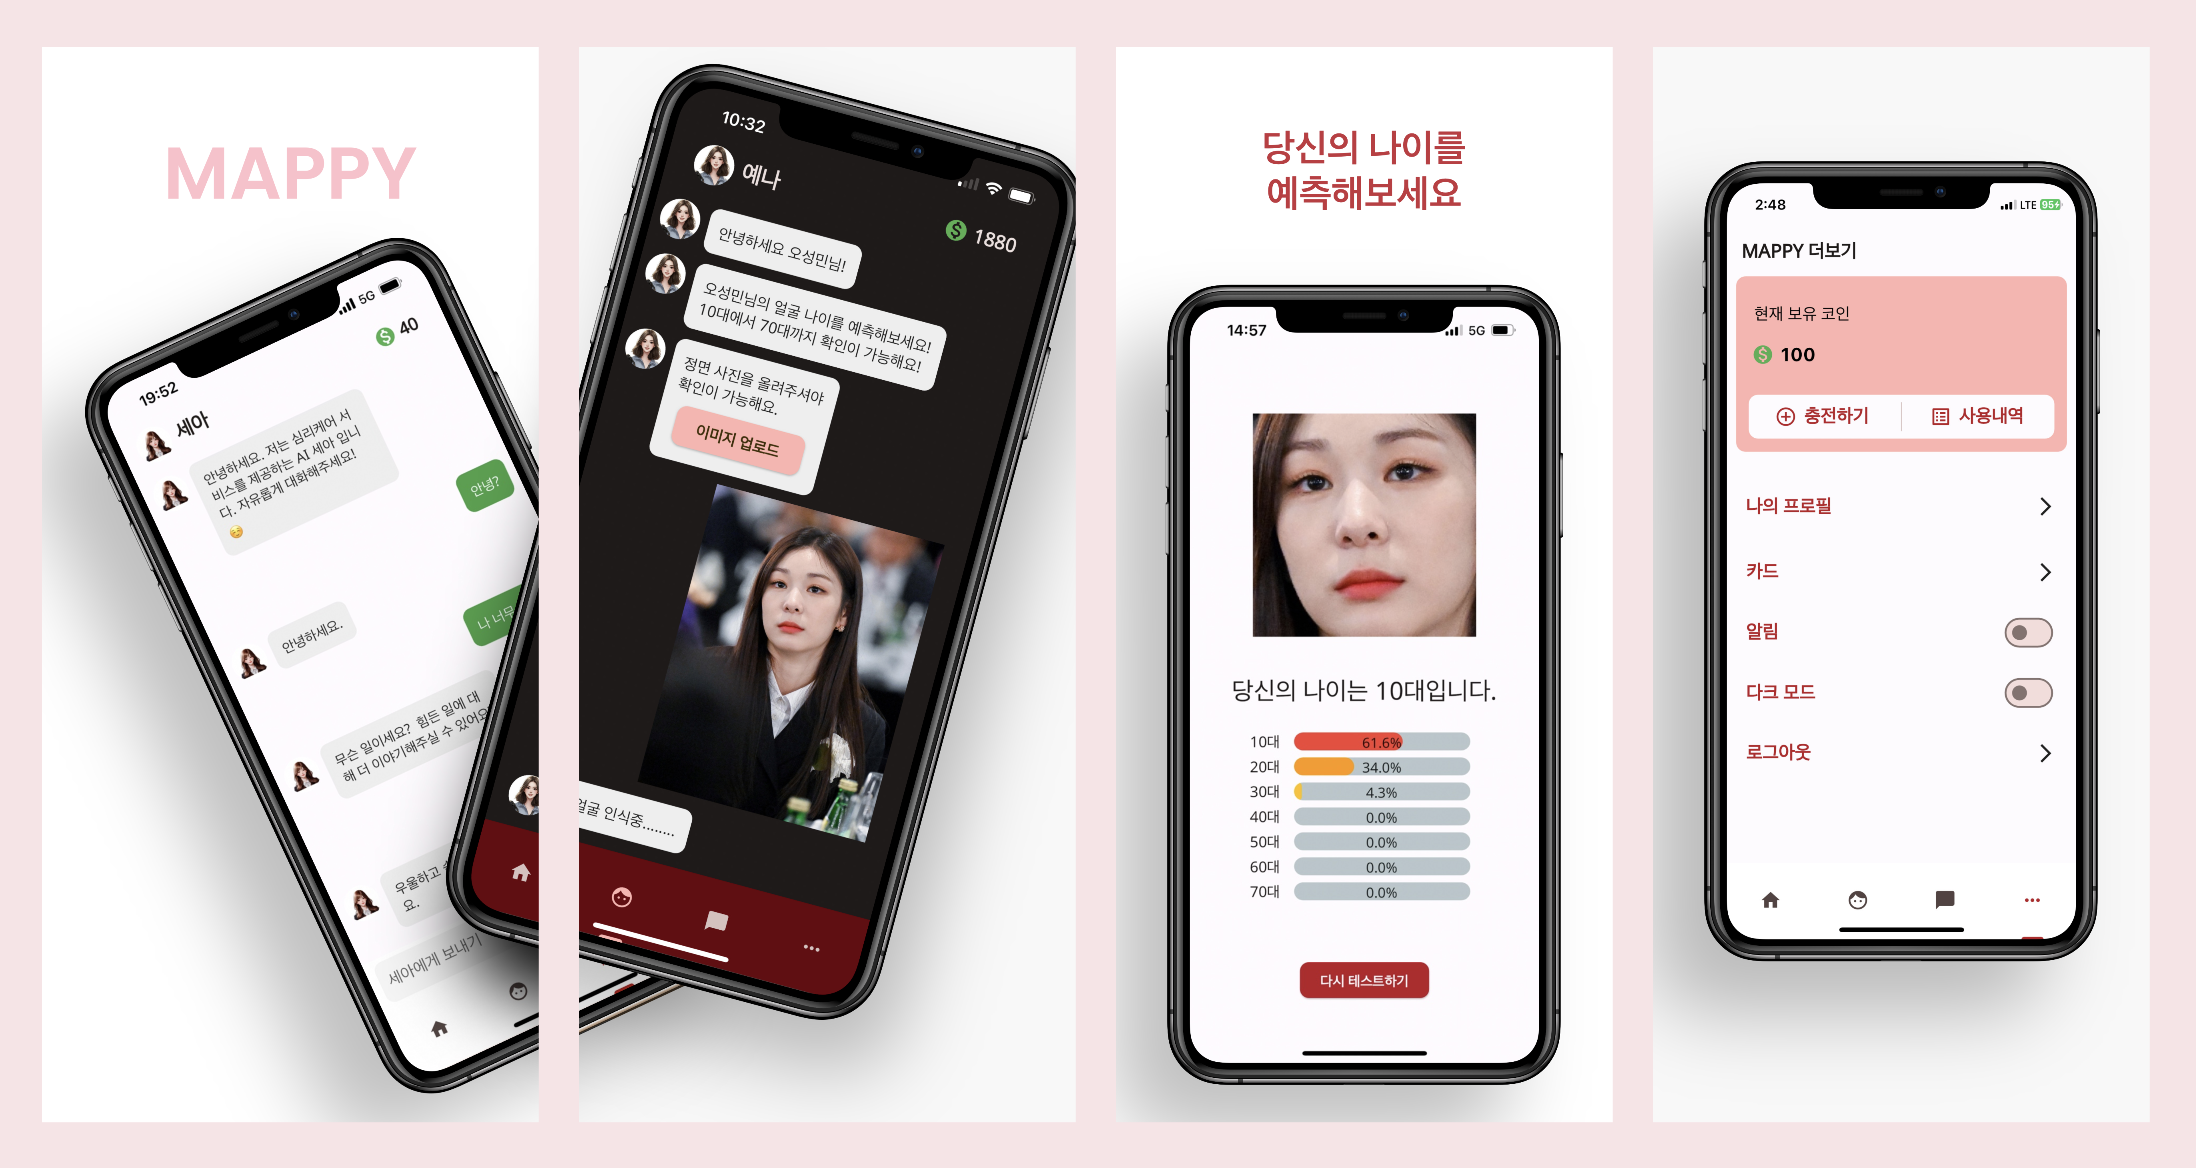 MAPPY
19:52
5G
40
세아
안녕하세요. 저는 심리케어 서
비스를 제공하는 AI 세아 입니
다. 자유롭게 대화해주세요!
안녕?
안녕하세요.
나 너무
무슨 일이세요? 힘든 일에 대
해 더 이야기해주실 수 있어요
우울하고
요.
세아에게 보내기
10:32
예나
$ 1880
안녕하세요 오성민님!
오성민님의 얼굴 나이를 예측해보세요!
10대에서 70대까지 확인이 가능해요!
정면 사진을 올려주셔야
확인이 가능해요.
이미지 업로드
얼굴 인식중........
당신의 나이를
예측해보세요
14:57
5G
당신의 나이는 10대입니다.
10대 61.6%
20대 34.0%
30대 4.3%
40대 0.0%
50대 0.0%
60대 0.0%
70대 0.0%
다시 테스트하기
2:48
LTE 95
MAPPY 더보기
현재 보유 코인
$ 100
충전하기 사용내역
나의 프로필
카드
알림
다크 모드
로그아웃